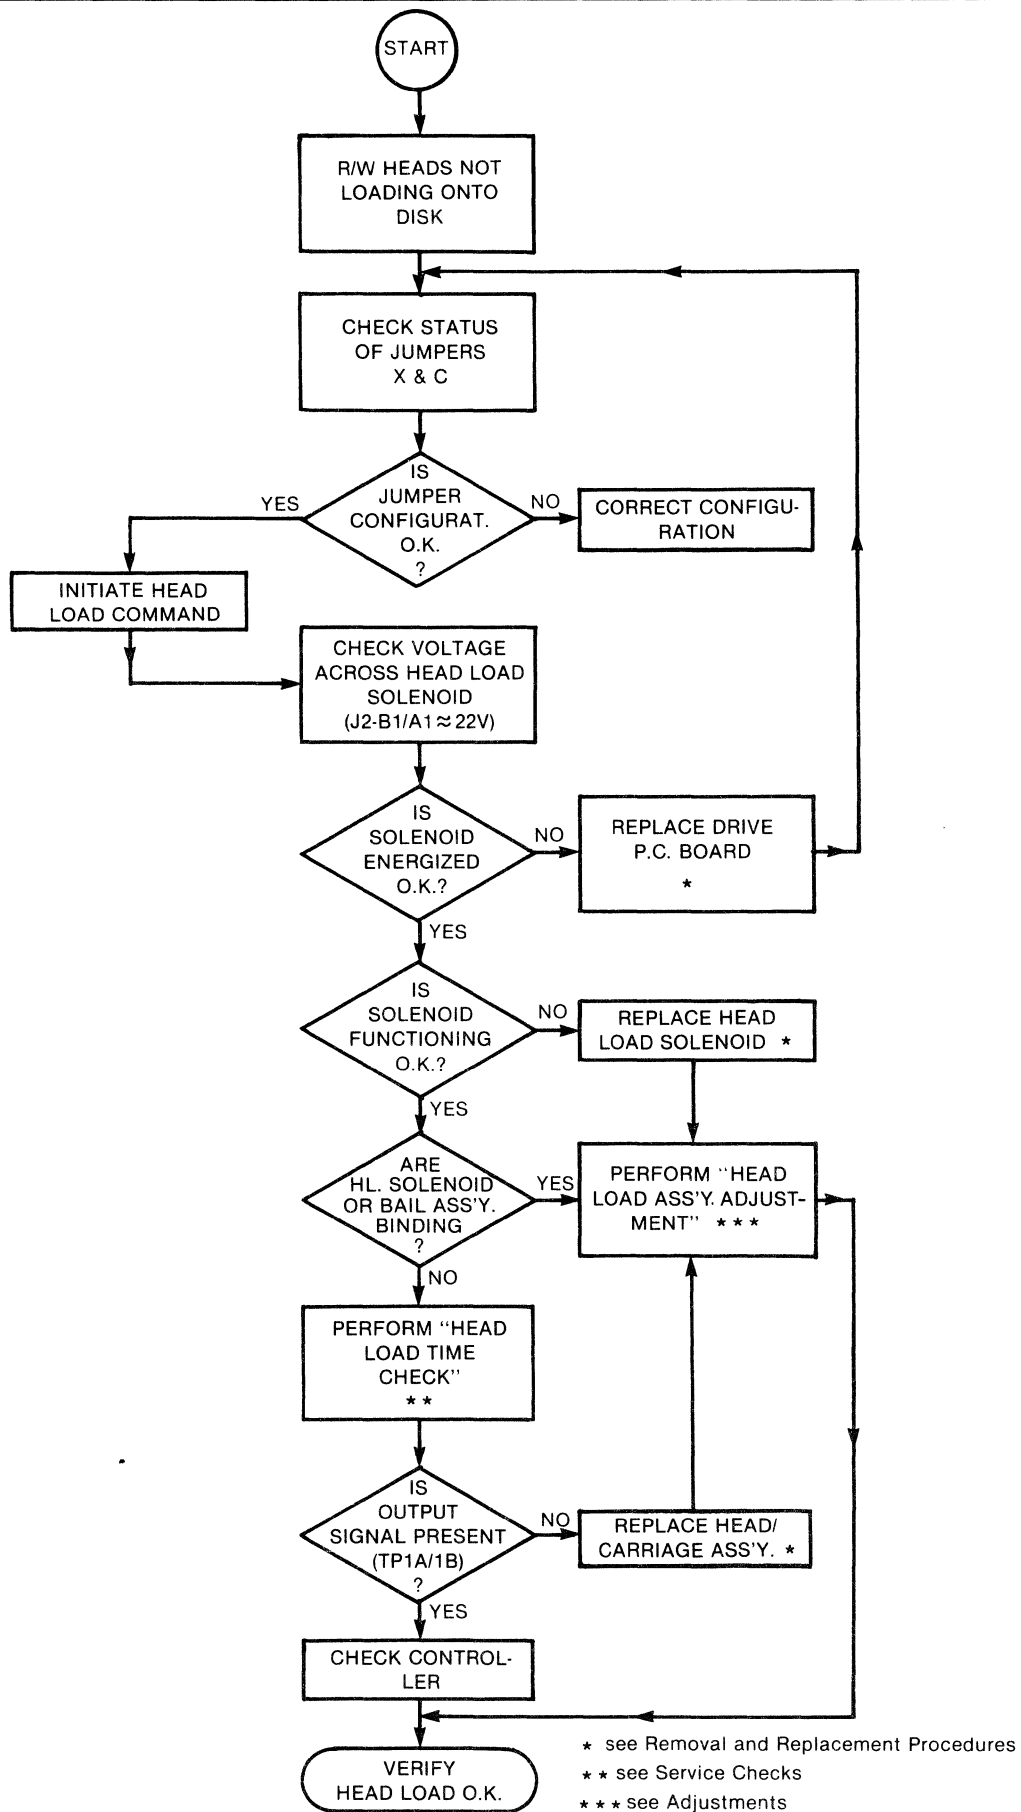 START
R/W HEADS NOT
LOADING ONTO
DISK
CHECK STATUS
OF JUMPERS
X & C
IS
JUMPER
CONFIGURAT.
O.K.
?
YES
NO
CORRECT CONFIGU-
RATION
INITIATE HEAD
LOAD COMMAND
CHECK VOLTAGE
ACROSS HEAD LOAD
SOLENOID
(J2-B1/A1 ≈ 22V)
IS
SOLENOID
ENERGIZED
O.K.?
NO
REPLACE DRIVE
P.C. BOARD
*
YES
IS
SOLENOID
FUNCTIONING
O.K.?
NO
REPLACE HEAD
LOAD SOLENOID *
YES
ARE
HL. SOLENOID
OR BAIL ASS'Y.
BINDING
?
YES
PERFORM "HEAD
LOAD ASS'Y. ADJUST-
MENT" * * *
NO
PERFORM "HEAD
LOAD TIME
CHECK"
* *
IS
OUTPUT
SIGNAL PRESENT
(TP1A/1B)
?
NO
REPLACE HEAD/
CARRIAGE ASS'Y. *
YES
CHECK CONTROL-
LER
VERIFY
HEAD LOAD O.K.
* see Removal and Replacement Procedures
* * see Service Checks
* * * see Adjustments